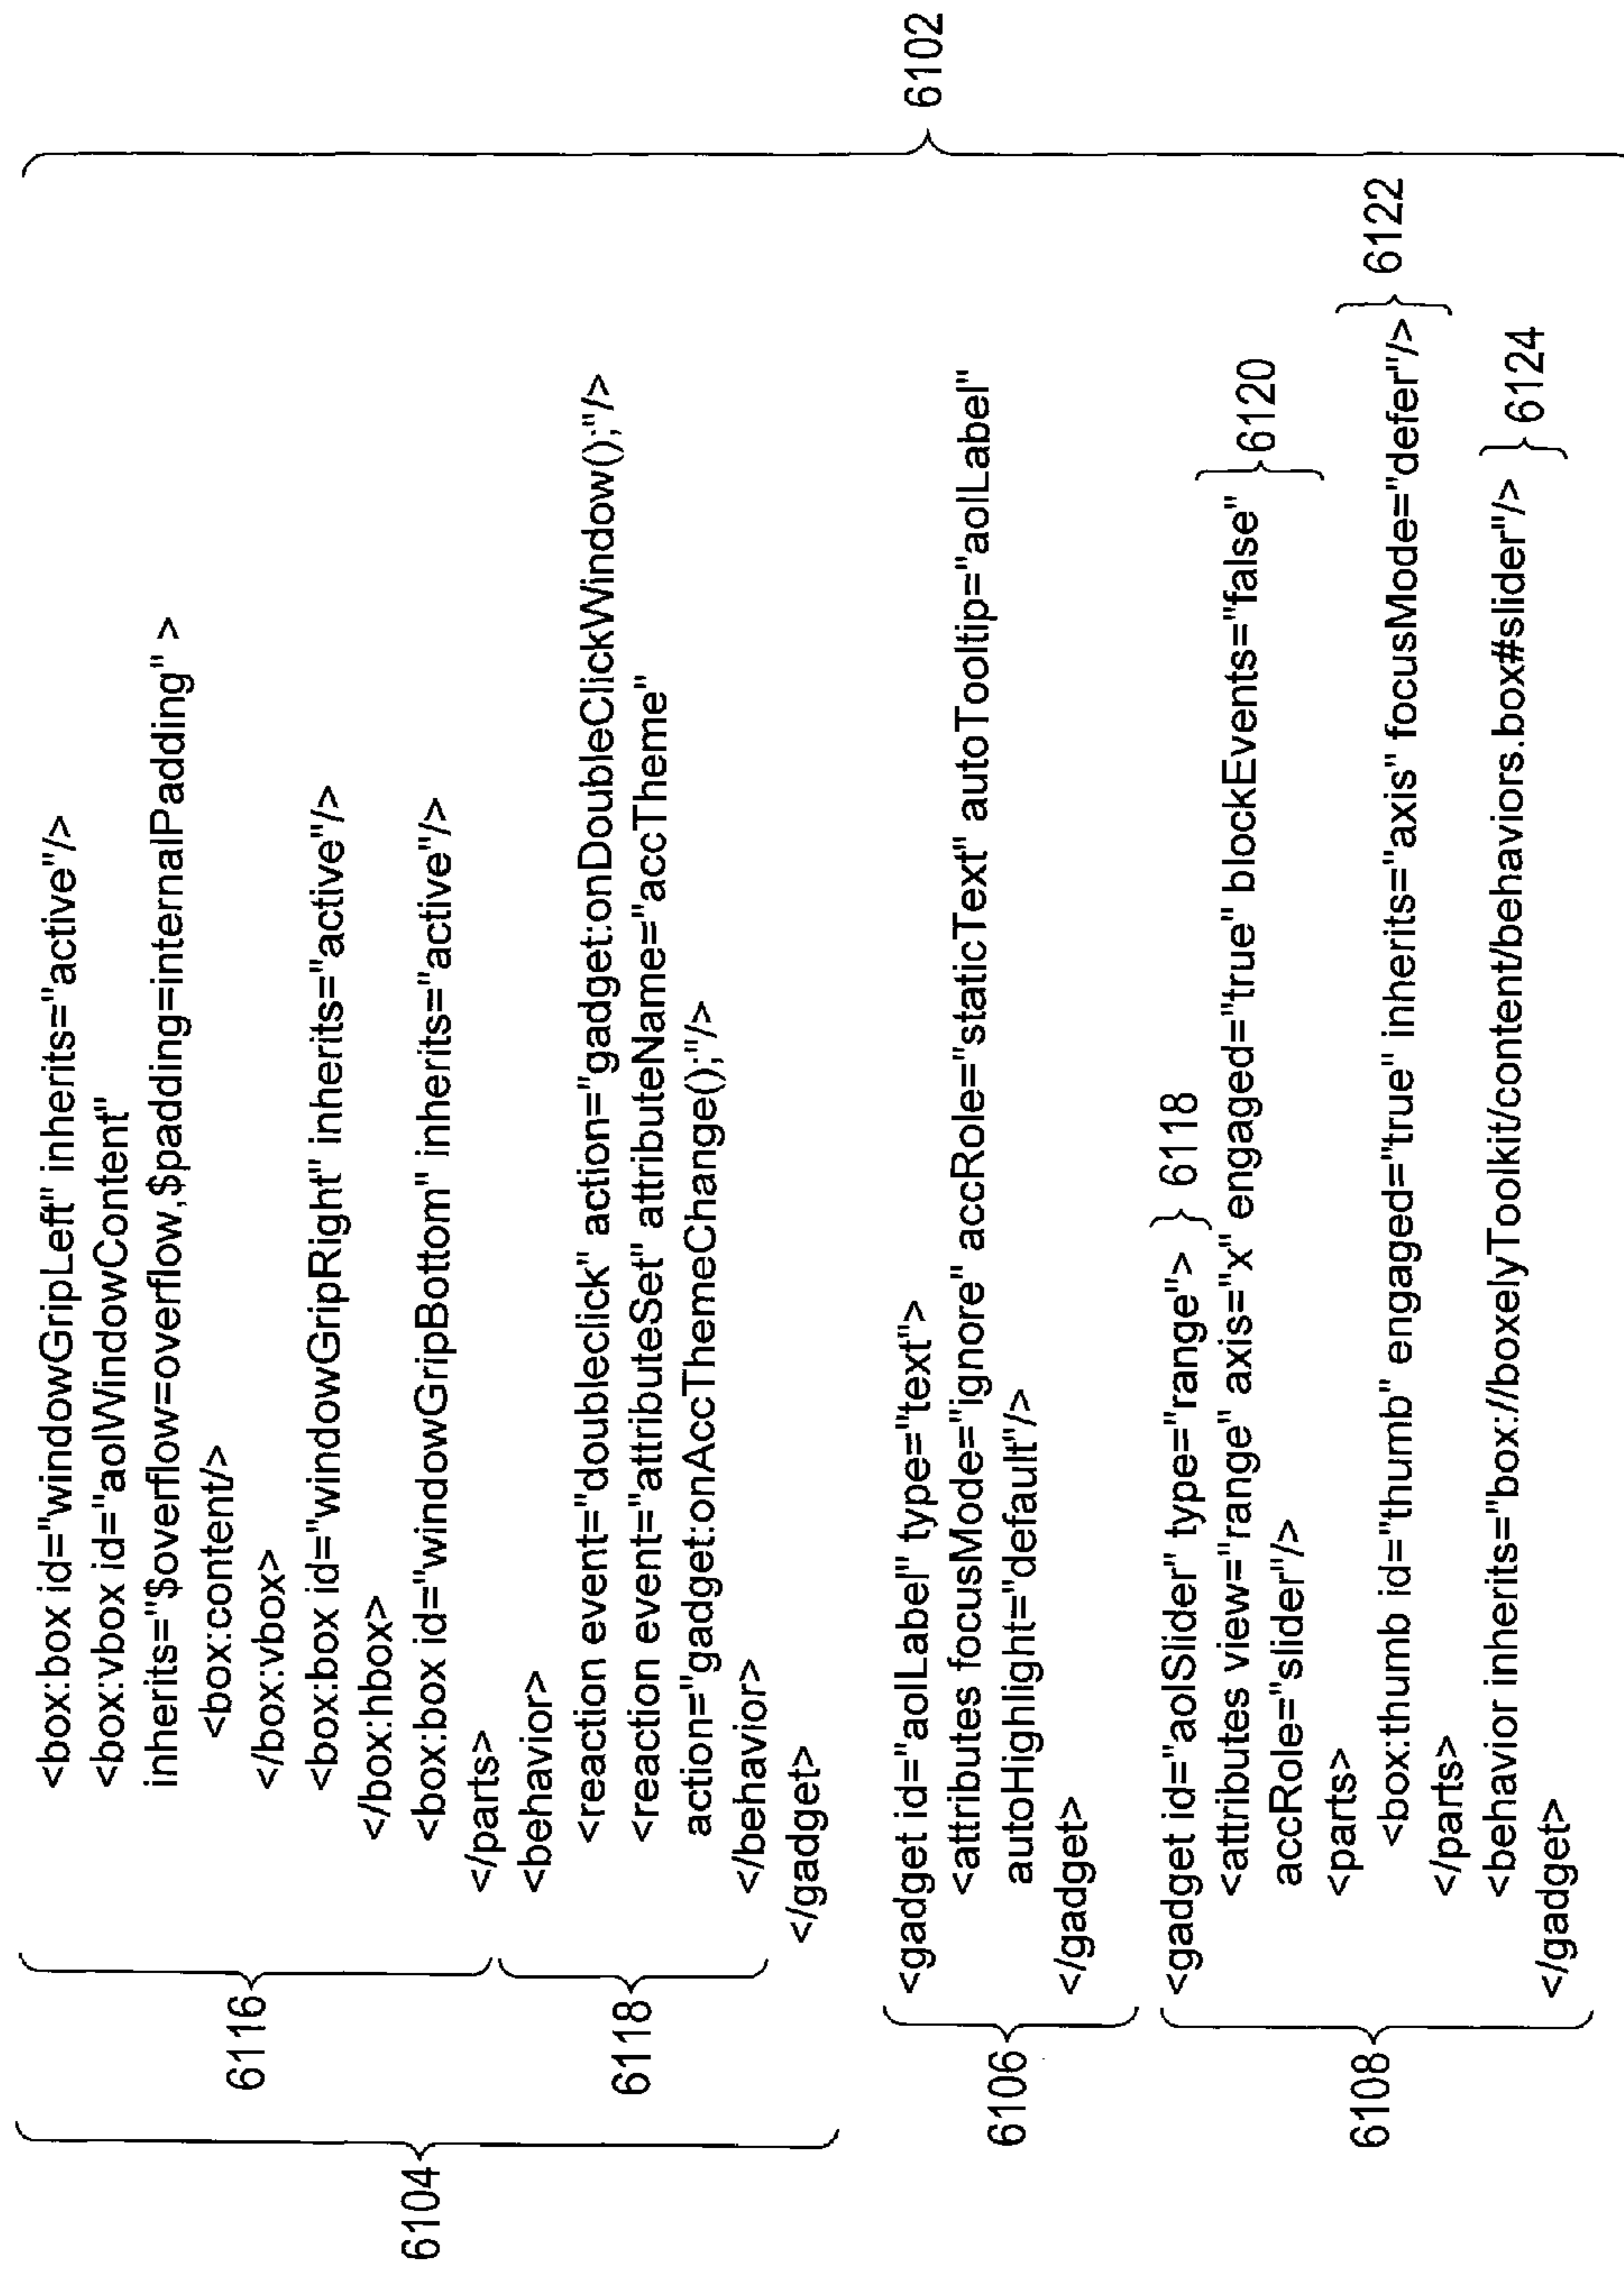 <box:box id="windowGripLeft" inherits="active"/>
<box:vbox id="aolWindowContent"
inherits="$overflow=overflow,$padding=internalPadding" >
<box:content/>
</box:vbox>
<box:box id="windowGripRight" inherits="active"/>
</box:hbox>
<box:box id="windowGripBottom" inherits="active"/>
</parts>
<behavior>
<reaction event="doubleclick" action="gadget:onDoubleClickWindow();"/>
<reaction event="attributeSet" attributeName="accTheme"
action="gadget:onAccThemeChange();"/>
</behavior>
</gadget>
<gadget id="aolLabel" type="text">
<attributes focusMode="ignore" accRole="staticText" autoTooltip="aolLabel"
autoHighlight="default"/>
</gadget>
<gadget id="aolSlider" type="range"> 6118
<attributes view="range" axis="x" engaged="true" blockEvents="false"
accRole="slider"/> 6120
<parts>
<box:thumb id="thumb" engaged="true" inherits="axis" focusMode="defer"/> 6122
</parts>
<behavior inherits="box://boxelyToolkit/content/behaviors.box#slider"/> 6124
</gadget>
6116
6118
6104
6106
6108
6102